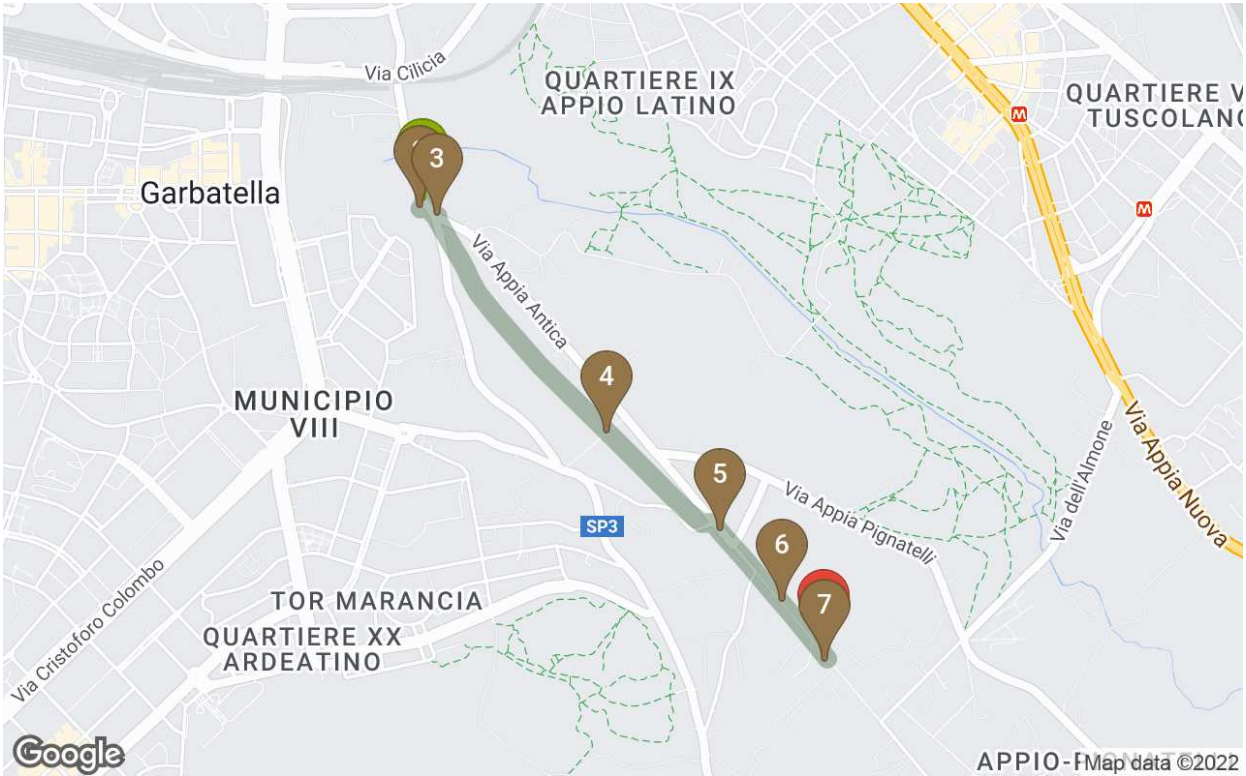 Via Cilicia
QUARTIERE IX
APPIO LATINO
M
QUARTIERE V
TUSCOLANO
3
Garbatella
M
Via Appia Antica
4
MUNICIPIO
VIII
5
Via Appia Nuova
Via dell'Almone
Via Appia Pignatelli
SP3
6
7
TOR MARANCIA
QUARTIERE XX
ARDEATINO
Via Cristoforo Colombo
Google
Map data ©2022